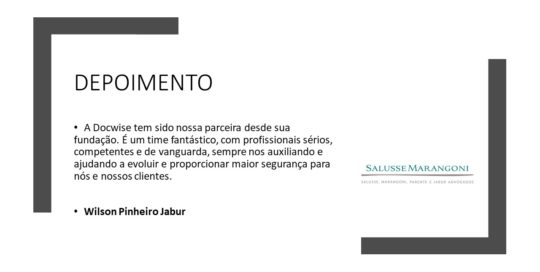 DEPOIMENTO
• A Docwise tem sido nossa parceira desde sua
fundação. É um time fantástico, com profissionais sérios,
competentes e de vanguarda, sempre nos auxiliando e
ajudando a evoluir e proporcionar maior segurança para
nós e nossos clientes.
• Wilson Pinheiro Jabur
SALUSSE MARANGONI
SALUSSE, MARANGONI, PARENTE E JABUR ADVOGADOS